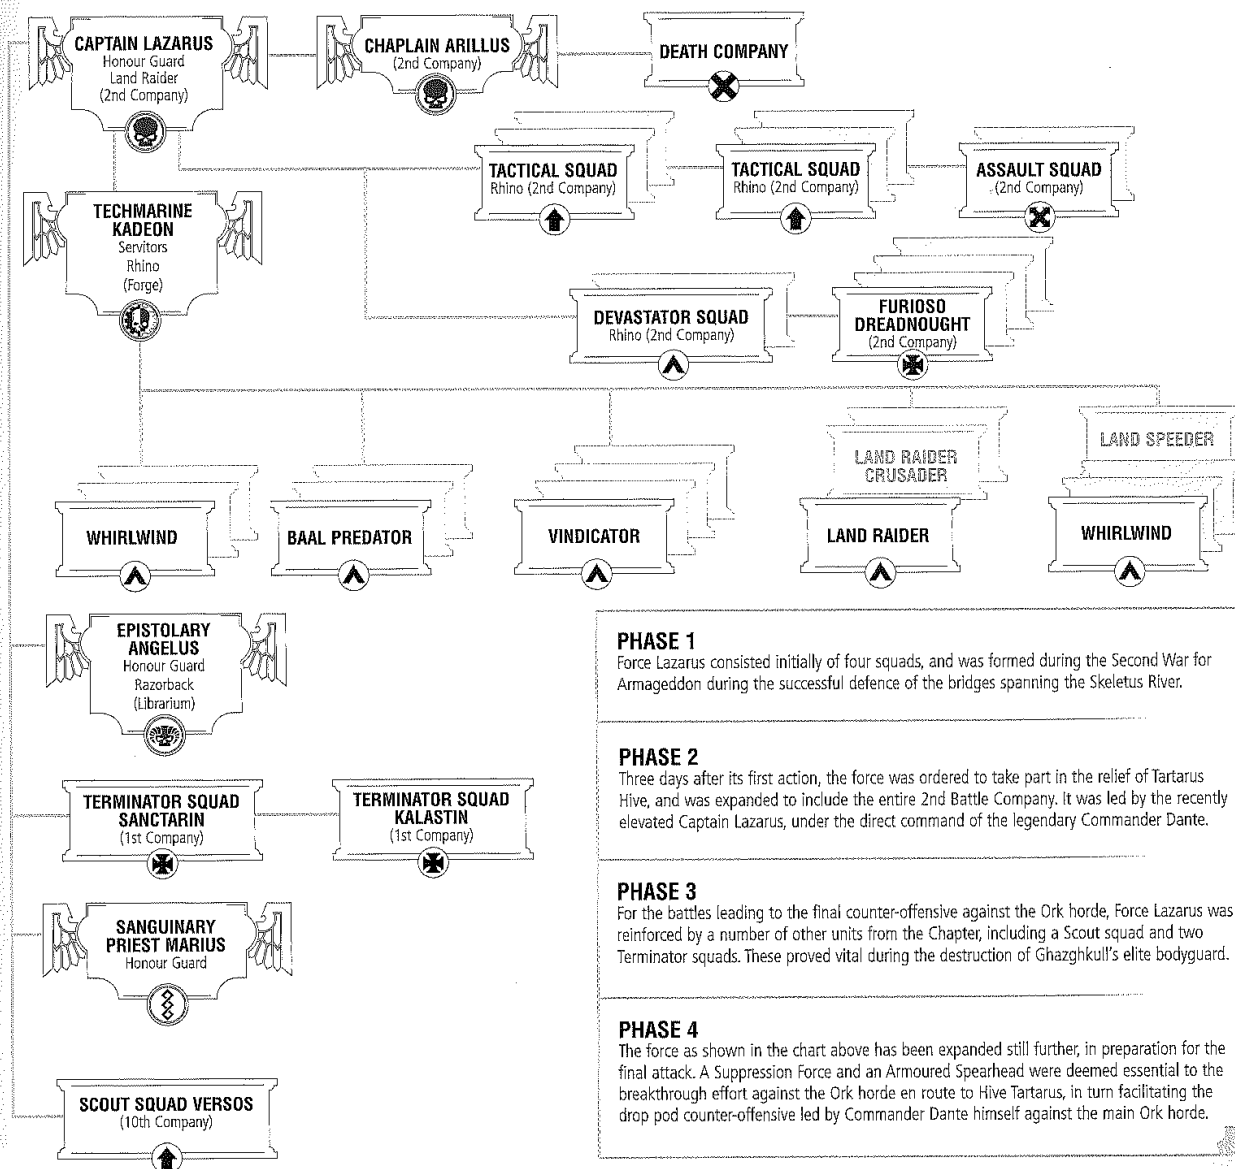 CAPTAIN LAZARUS
Honour Guard
Land Raider
(2nd Company)
CHAPLAIN ARILLUS
(2nd Company)
DEATH COMPANY
TACTICAL SQUAD
Rhino (2nd Company)
TACTICAL SQUAD
Rhino (2nd Company)
ASSAULT SQUAD
(2nd Company)
TECHMARINE
KADEON
Servitors
Rhino
(Forge)
DEVASTATOR SQUAD
Rhino (2nd Company)
FURIOSO
DREADNOUGHT
(2nd Company)
WHIRLWIND
BAAL PREDATOR
VINDICATOR
LAND RAIDER
CRUSADER
LAND RAIDER
LAND SPEEDER
WHIRLWIND
EPISTOLARY
ANGELUS
Honour Guard
Razorback
(Librarium)
TERMINATOR SQUAD
SANCTARIN
(1st Company)
TERMINATOR SQUAD
KALASTIN
(1st Company)
SANGUINARY
PRIEST MARIUS
Honour Guard
SCOUT SQUAD VERSOS
(10th Company)
PHASE 1
Force Lazarus consisted initially of four squads, and was formed during the Second War for
Armageddon during the successful defence of the bridges spanning the Skeletus River.
PHASE 2
Three days after its first action, the force was ordered to take part in the relief of Tartarus
Hive, and was expanded to include the entire 2nd Battle Company. It was led by the recently
elevated Captain Lazarus, under the direct command of the legendary Commander Dante.
PHASE 3
For the battles leading to the final counter-offensive against the Ork horde, Force Lazarus was
reinforced by a number of other units from the Chapter, including a Scout squad and two
Terminator squads. These proved vital during the destruction of Ghazghkull's elite bodyguard.
PHASE 4
The force as shown in the chart above has been expanded still further, in preparation for the
final attack. A Suppression Force and an Armoured Spearhead were deemed essential to the
breakthrough effort against the Ork horde en route to Hive Tartarus, in turn facilitating the
drop pod counter-offensive led by Commander Dante himself against the main Ork horde.